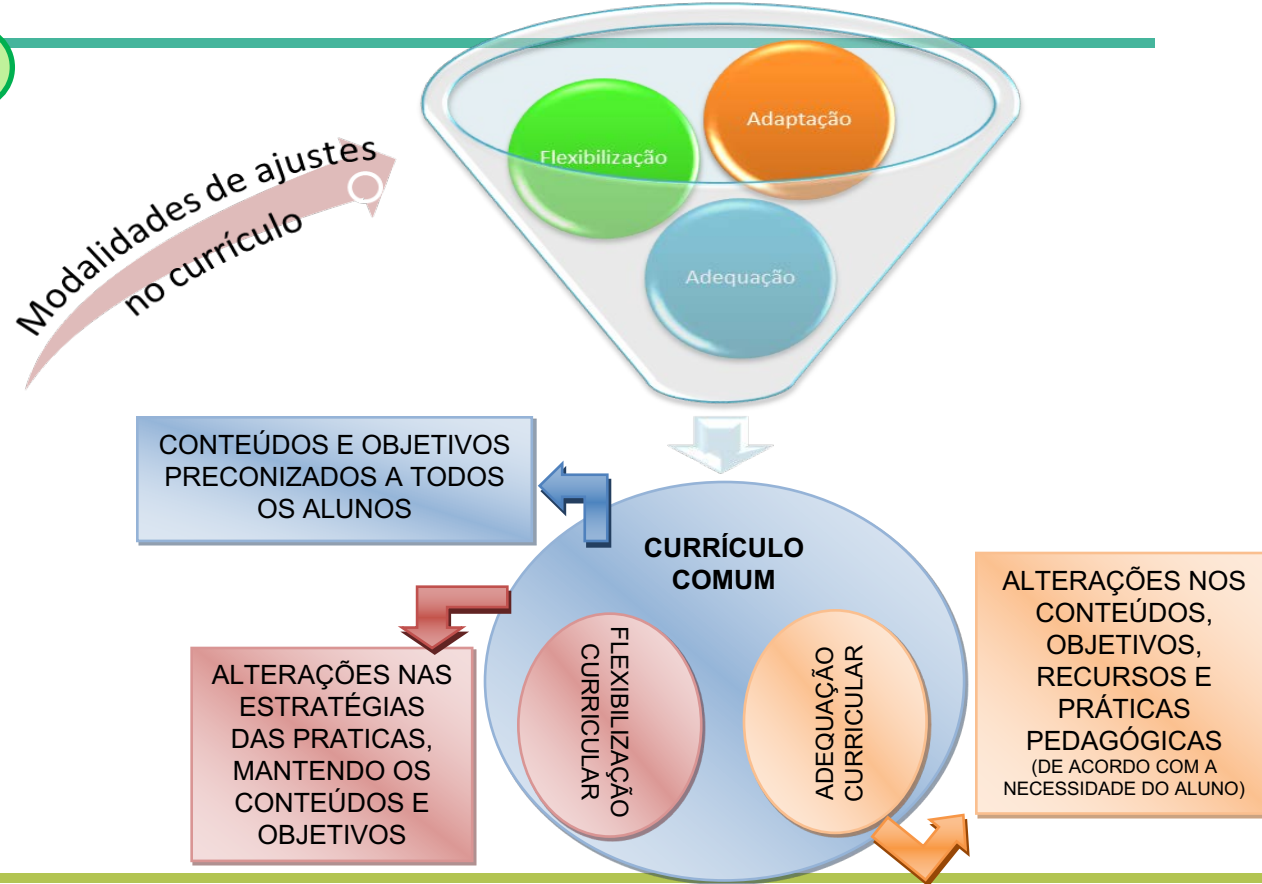 Modalidades de ajustes
no currículo
Flexibilização
Adaptação
Adequação
CONTEÚDOS E OBJETIVOS
PRECONIZADOS A TODOS
OS ALUNOS
CURRÍCULO
COMUM
FLEXIBILIZAÇÃO
CURRICULAR
ADEQUAÇÃO
CURRICULAR
ALTERAÇÕES NAS
ESTRATÉGIAS
DAS PRATICAS,
MANTENDO OS
CONTEÚDOS E
OBJETIVOS
ALTERAÇÕES NOS
CONTEÚDOS,
OBJETIVOS,
RECURSOS E
PRÁTICAS
PEDAGÓGICAS
(DE ACORDO COM A
NECESSIDADE DO ALUNO)